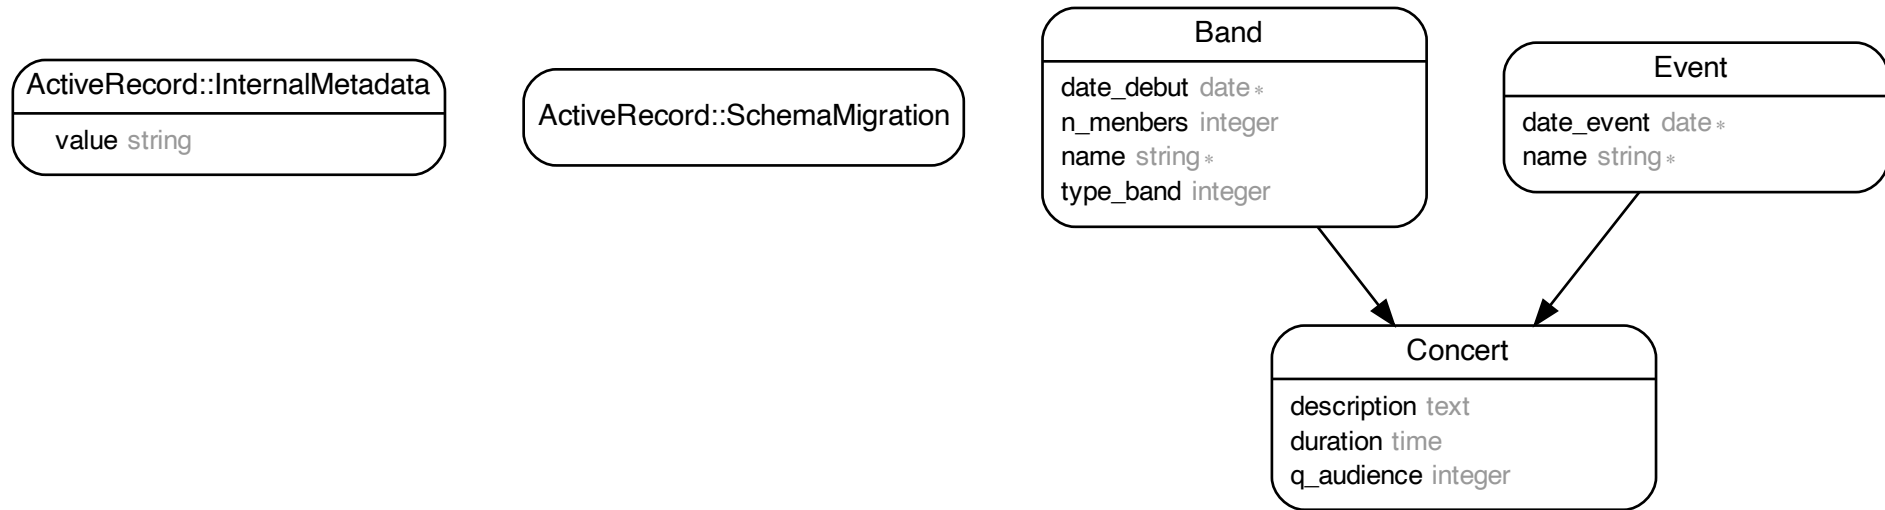 ActiveRecord::InternalMetadata
value string
ActiveRecord::SchemaMigration
Band
date_debut date *
n_menbers integer
name string *
type_band integer
Event
date_event date *
name string *
Concert
description text
duration time
q_audience integer